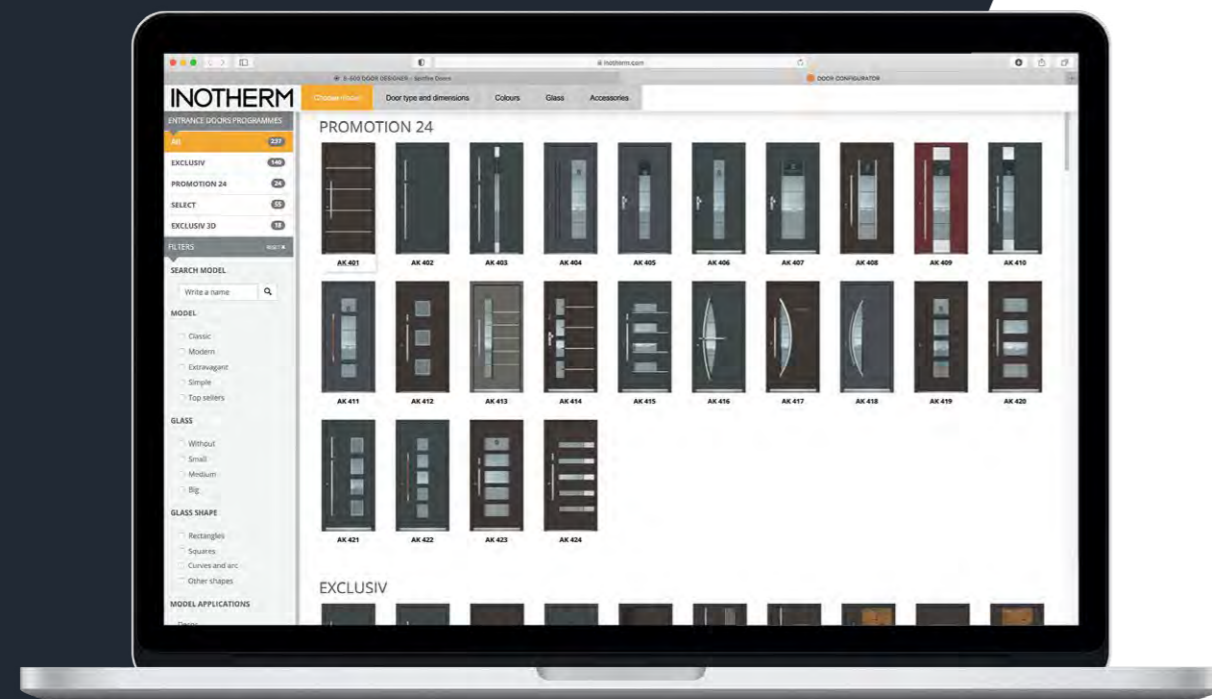 inotherm.com
S-500 DOOR DESIGNER - Spitfire Doors
DOOR CONFIGURATOR
INOTHERM
Choose model
Door type and dimensions
Colours
Glass
Accessories
ENTRANCE DOORS PROGRAMMES
All 237
EXCLUSIV 140
PROMOTION 24 24
SELECT 55
EXCLUSIV 3D 18
FILTERS
SEARCH MODEL
Write a name
MODEL
Classic
Modern
Extravagant
Simple
Top sellers
GLASS
Without
Small
Medium
Big
GLASS SHAPE
Rectangles
Squares
Curves and arc
Other shapes
MODEL APPLICATIONS
PROMOTION 24
AK 401 AK 402 AK 403 AK 404 AK 405 AK 406 AK 407 AK 408 AK 409 AK 410
AK 411 AK 412 AK 413 AK 414 AK 415 AK 416 AK 417 AK 418 AK 419 AK 420
AK 421 AK 422 AK 423 AK 424
EXCLUSIV